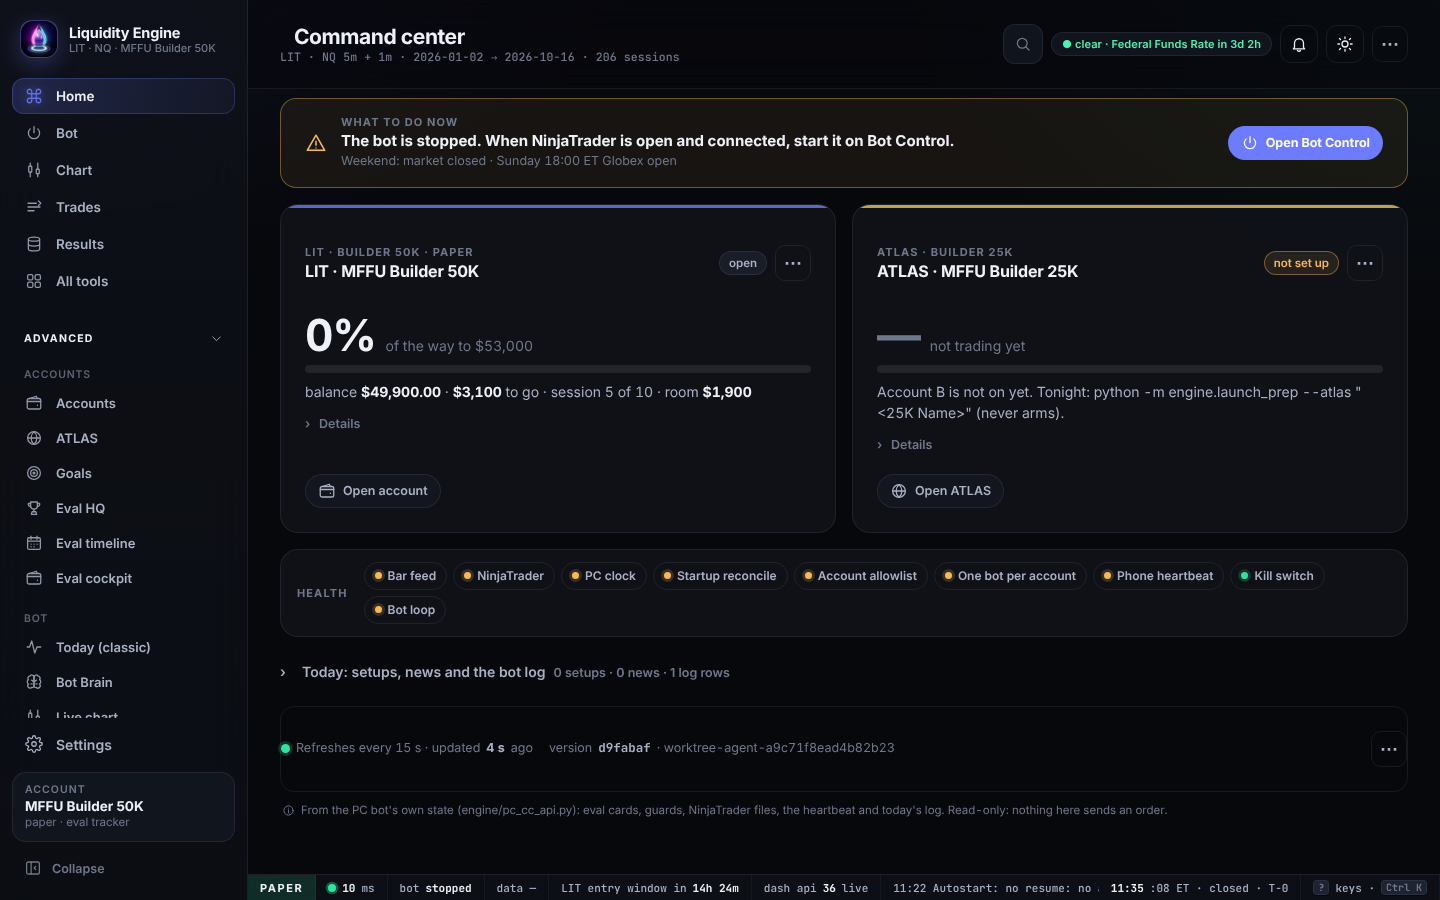 Liquidity Engine
LIT · NQ · MFFU Builder 50K
Home
Bot
Chart
Trades
Results
All tools
ADVANCED
ACCOUNTS
Accounts
ATLAS
Goals
Eval HQ
Eval timeline
Eval cockpit
BOT
Today (classic)
Bot Brain
Live chart
Settings
ACCOUNT
MFFU Builder 50K
paper · eval tracker
Collapse
Command center
LIT · NQ 5m + 1m · 2026-01-02 → 2026-10-16 · 206 sessions
clear · Federal Funds Rate in 3d 2h
WHAT TO DO NOW
The bot is stopped. When NinjaTrader is open and connected, start it on Bot Control.
Weekend: market closed · Sunday 18:00 ET Globex open
Open Bot Control
LIT · BUILDER 50K · PAPER
LIT · MFFU Builder 50K
open
0% of the way to $53,000
balance $49,900.00 · $3,100 to go · session 5 of 10 · room $1,900
› Details
Open account
ATLAS · BUILDER 25K
ATLAS · MFFU Builder 25K
not set up
— not trading yet
Account B is not on yet. Tonight: python -m engine.launch_prep --atlas "
<25K Name>" (never arms).
› Details
Open ATLAS
HEALTH
Bar feed
NinjaTrader
PC clock
Startup reconcile
Account allowlist
One bot per account
Phone heartbeat
Kill switch
Bot loop
› Today: setups, news and the bot log 0 setups · 0 news · 1 log rows
Refreshes every 15 s · updated 4 s ago version d9fabaf · worktree-agent-a9c71f8ead4b82b23
From the PC bot's own state (engine/pc_cc_api.py): eval cards, guards, NinjaTrader files, the heartbeat and today's log. Read-only: nothing here sends an order.
PAPER 10 ms bot stopped data — LIT entry window in 14h 24m dash api 36 live 11:22 Autostart: no resume: no 11:35 :08 ET · closed · T-0 ? keys · Ctrl K